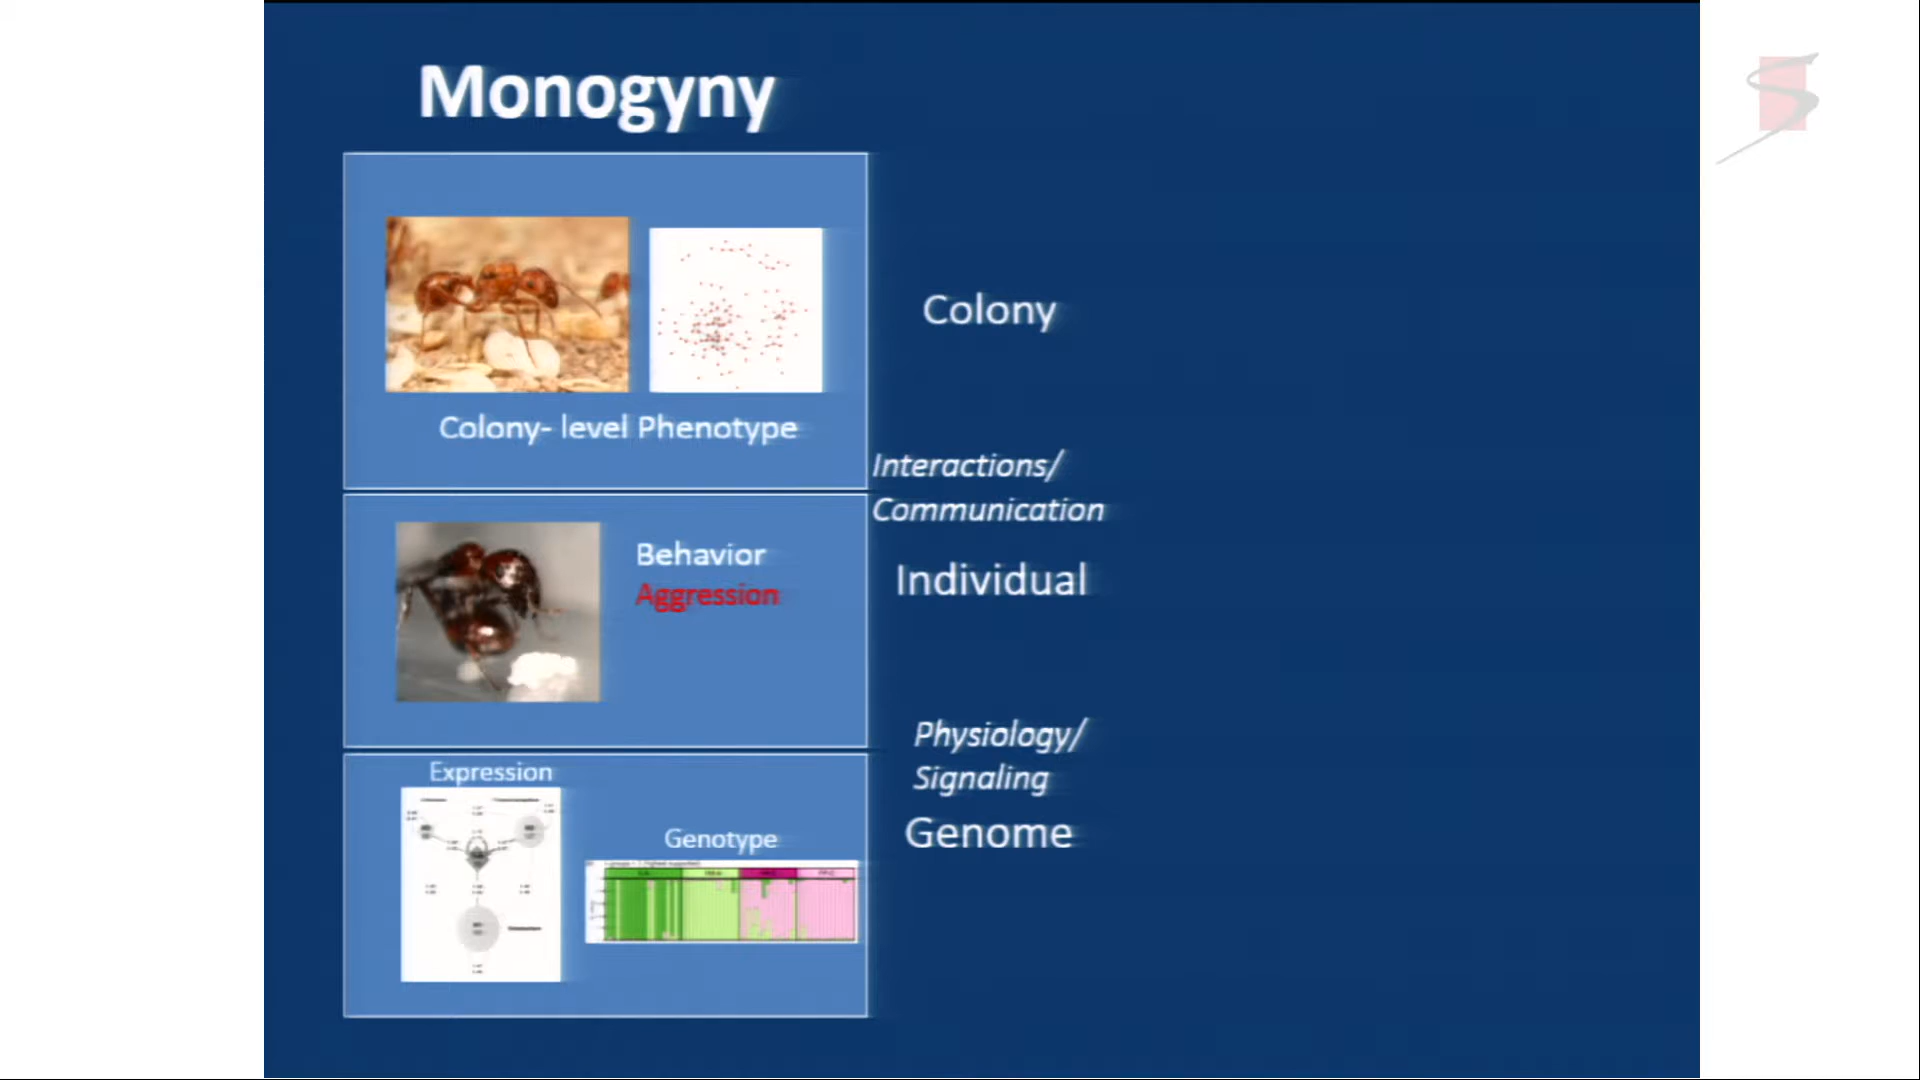 Monogyny
Colony- level Phenotype
Colony
Interactions/
Communication
Behavior
Aggression
Individual
Physiology/
Signaling
Expression
Genotype
Genome